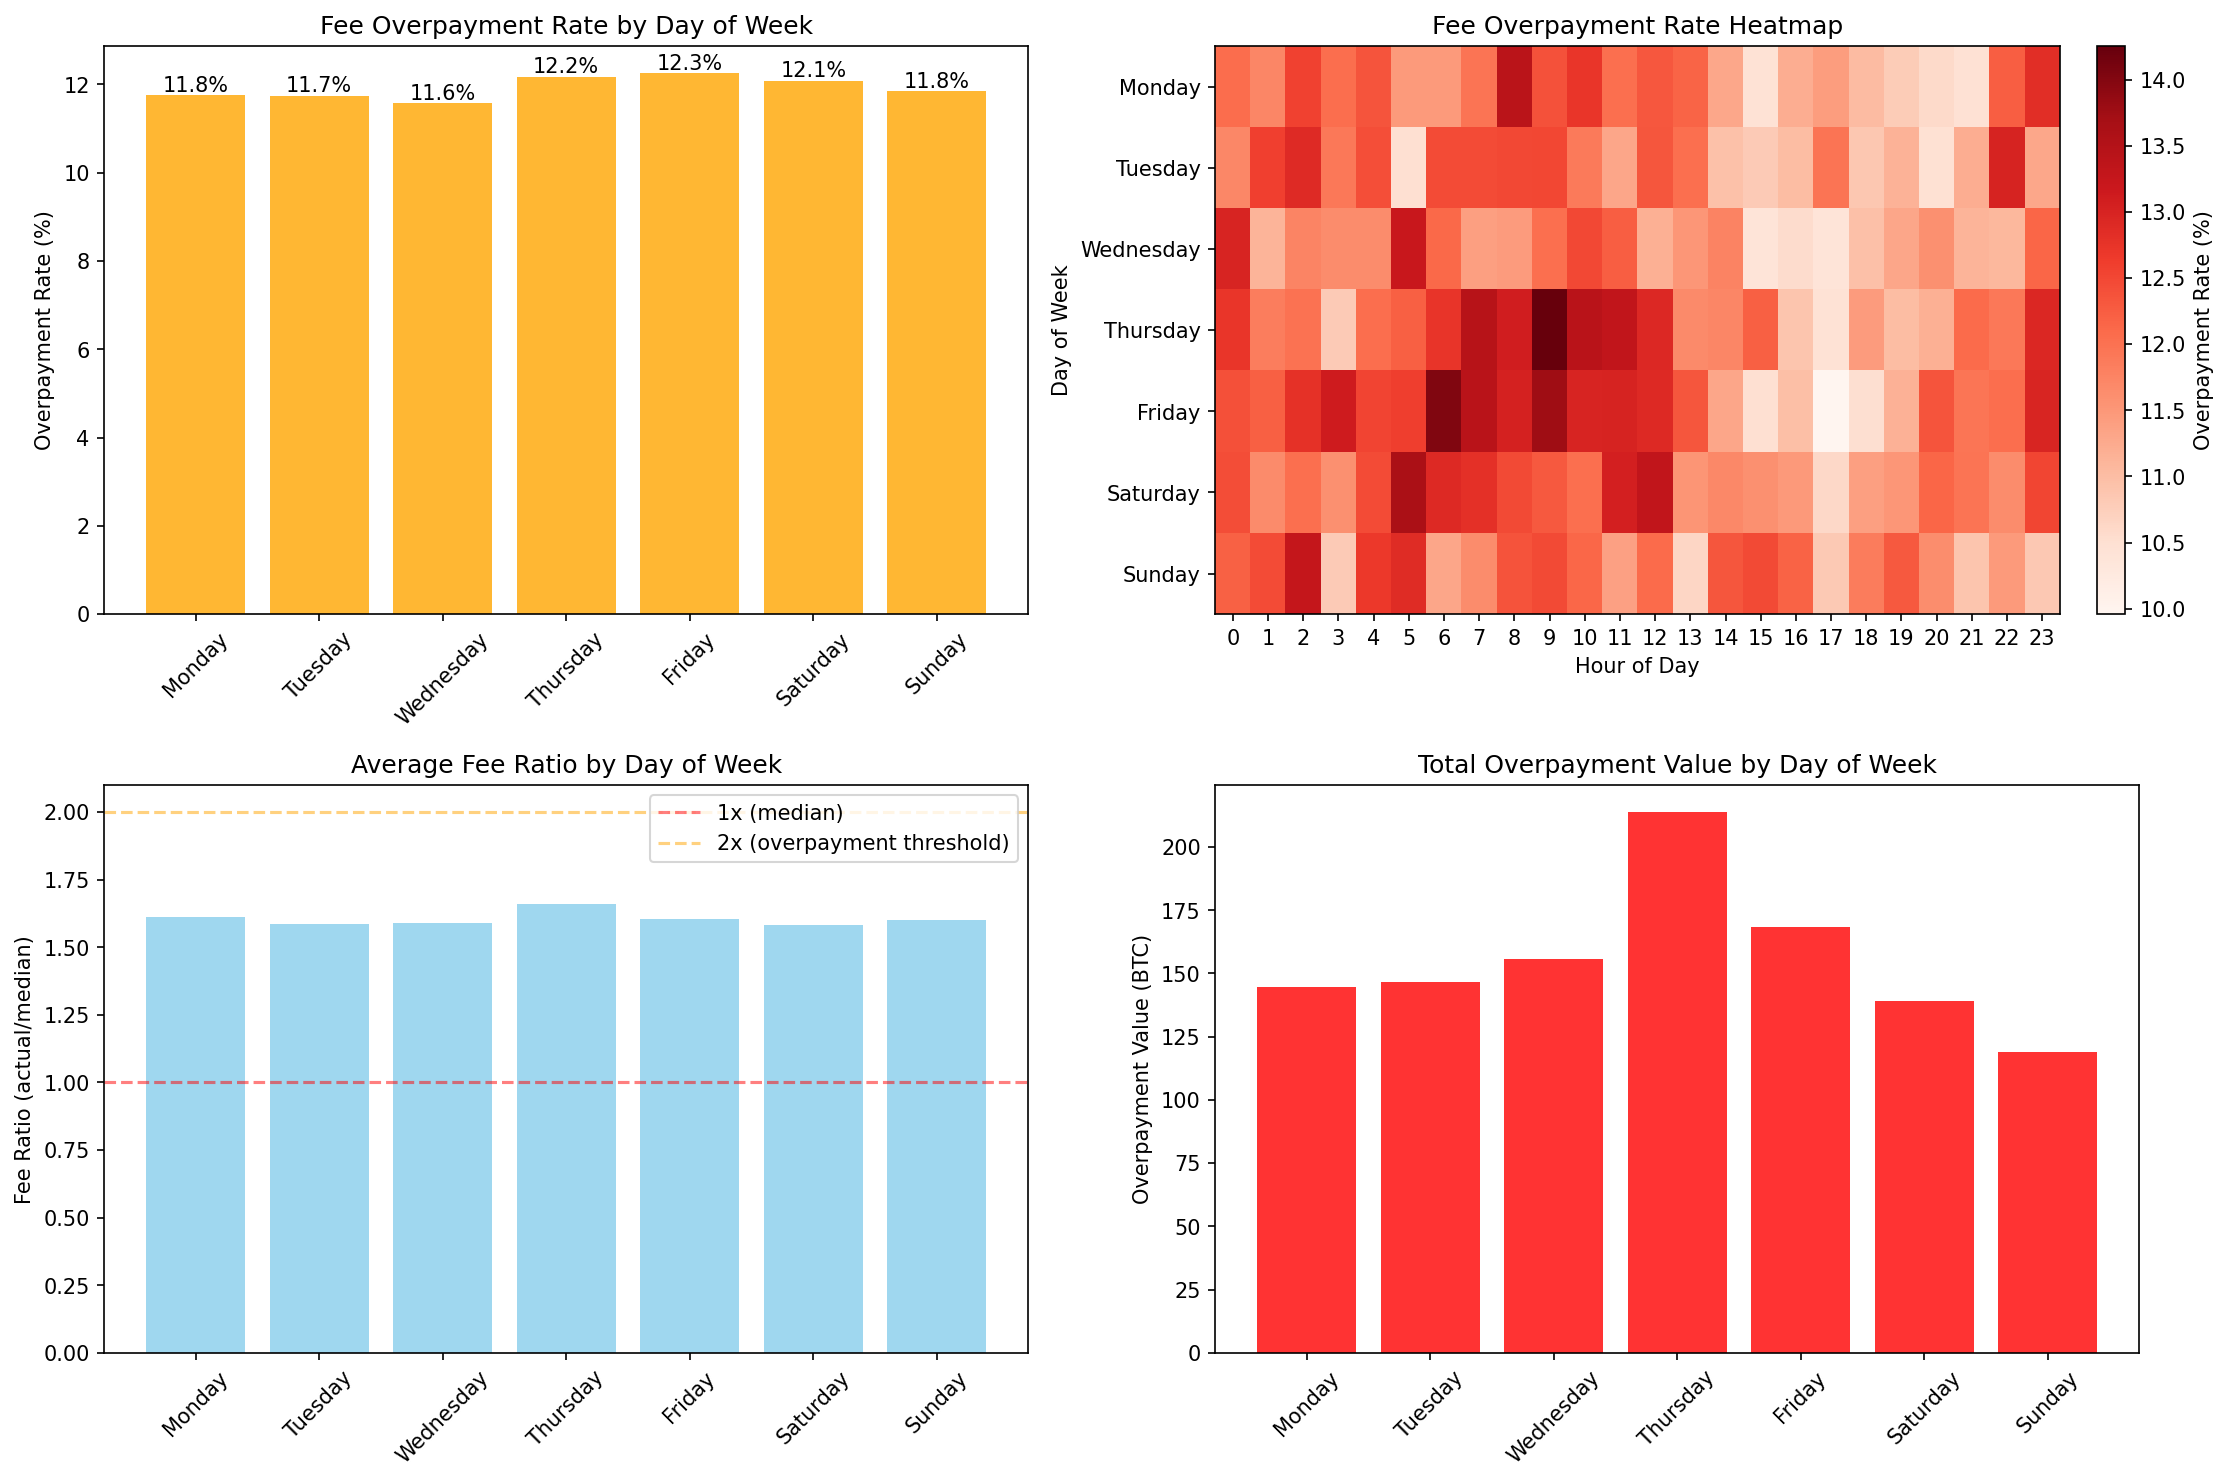 Fee Overpayment Rate by Day of Week
Overpayment Rate (%)
12
10
8
6
4
2
0
11.8%
11.7%
11.6%
12.2%
12.3%
12.1%
11.8%
Monday
Tuesday
Wednesday
Thursday
Friday
Saturday
Sunday
Fee Overpayment Rate Heatmap
Day of Week
Monday
Tuesday
Wednesday
Thursday
Friday
Saturday
Sunday
0 1 2 3 4 5 6 7 8 9 10 11 12 13 14 15 16 17 18 19 20 21 22 23
Hour of Day
14.0
13.5
13.0
12.5
12.0
11.5
11.0
10.5
10.0
Overpayment Rate (%)
Average Fee Ratio by Day of Week
Fee Ratio (actual/median)
2.00
1.75
1.50
1.25
1.00
0.75
0.50
0.25
0.00
1x (median)
2x (overpayment threshold)
Monday
Tuesday
Wednesday
Thursday
Friday
Saturday
Sunday
Total Overpayment Value by Day of Week
Overpayment Value (BTC)
200
175
150
125
100
75
50
25
0
Monday
Tuesday
Wednesday
Thursday
Friday
Saturday
Sunday